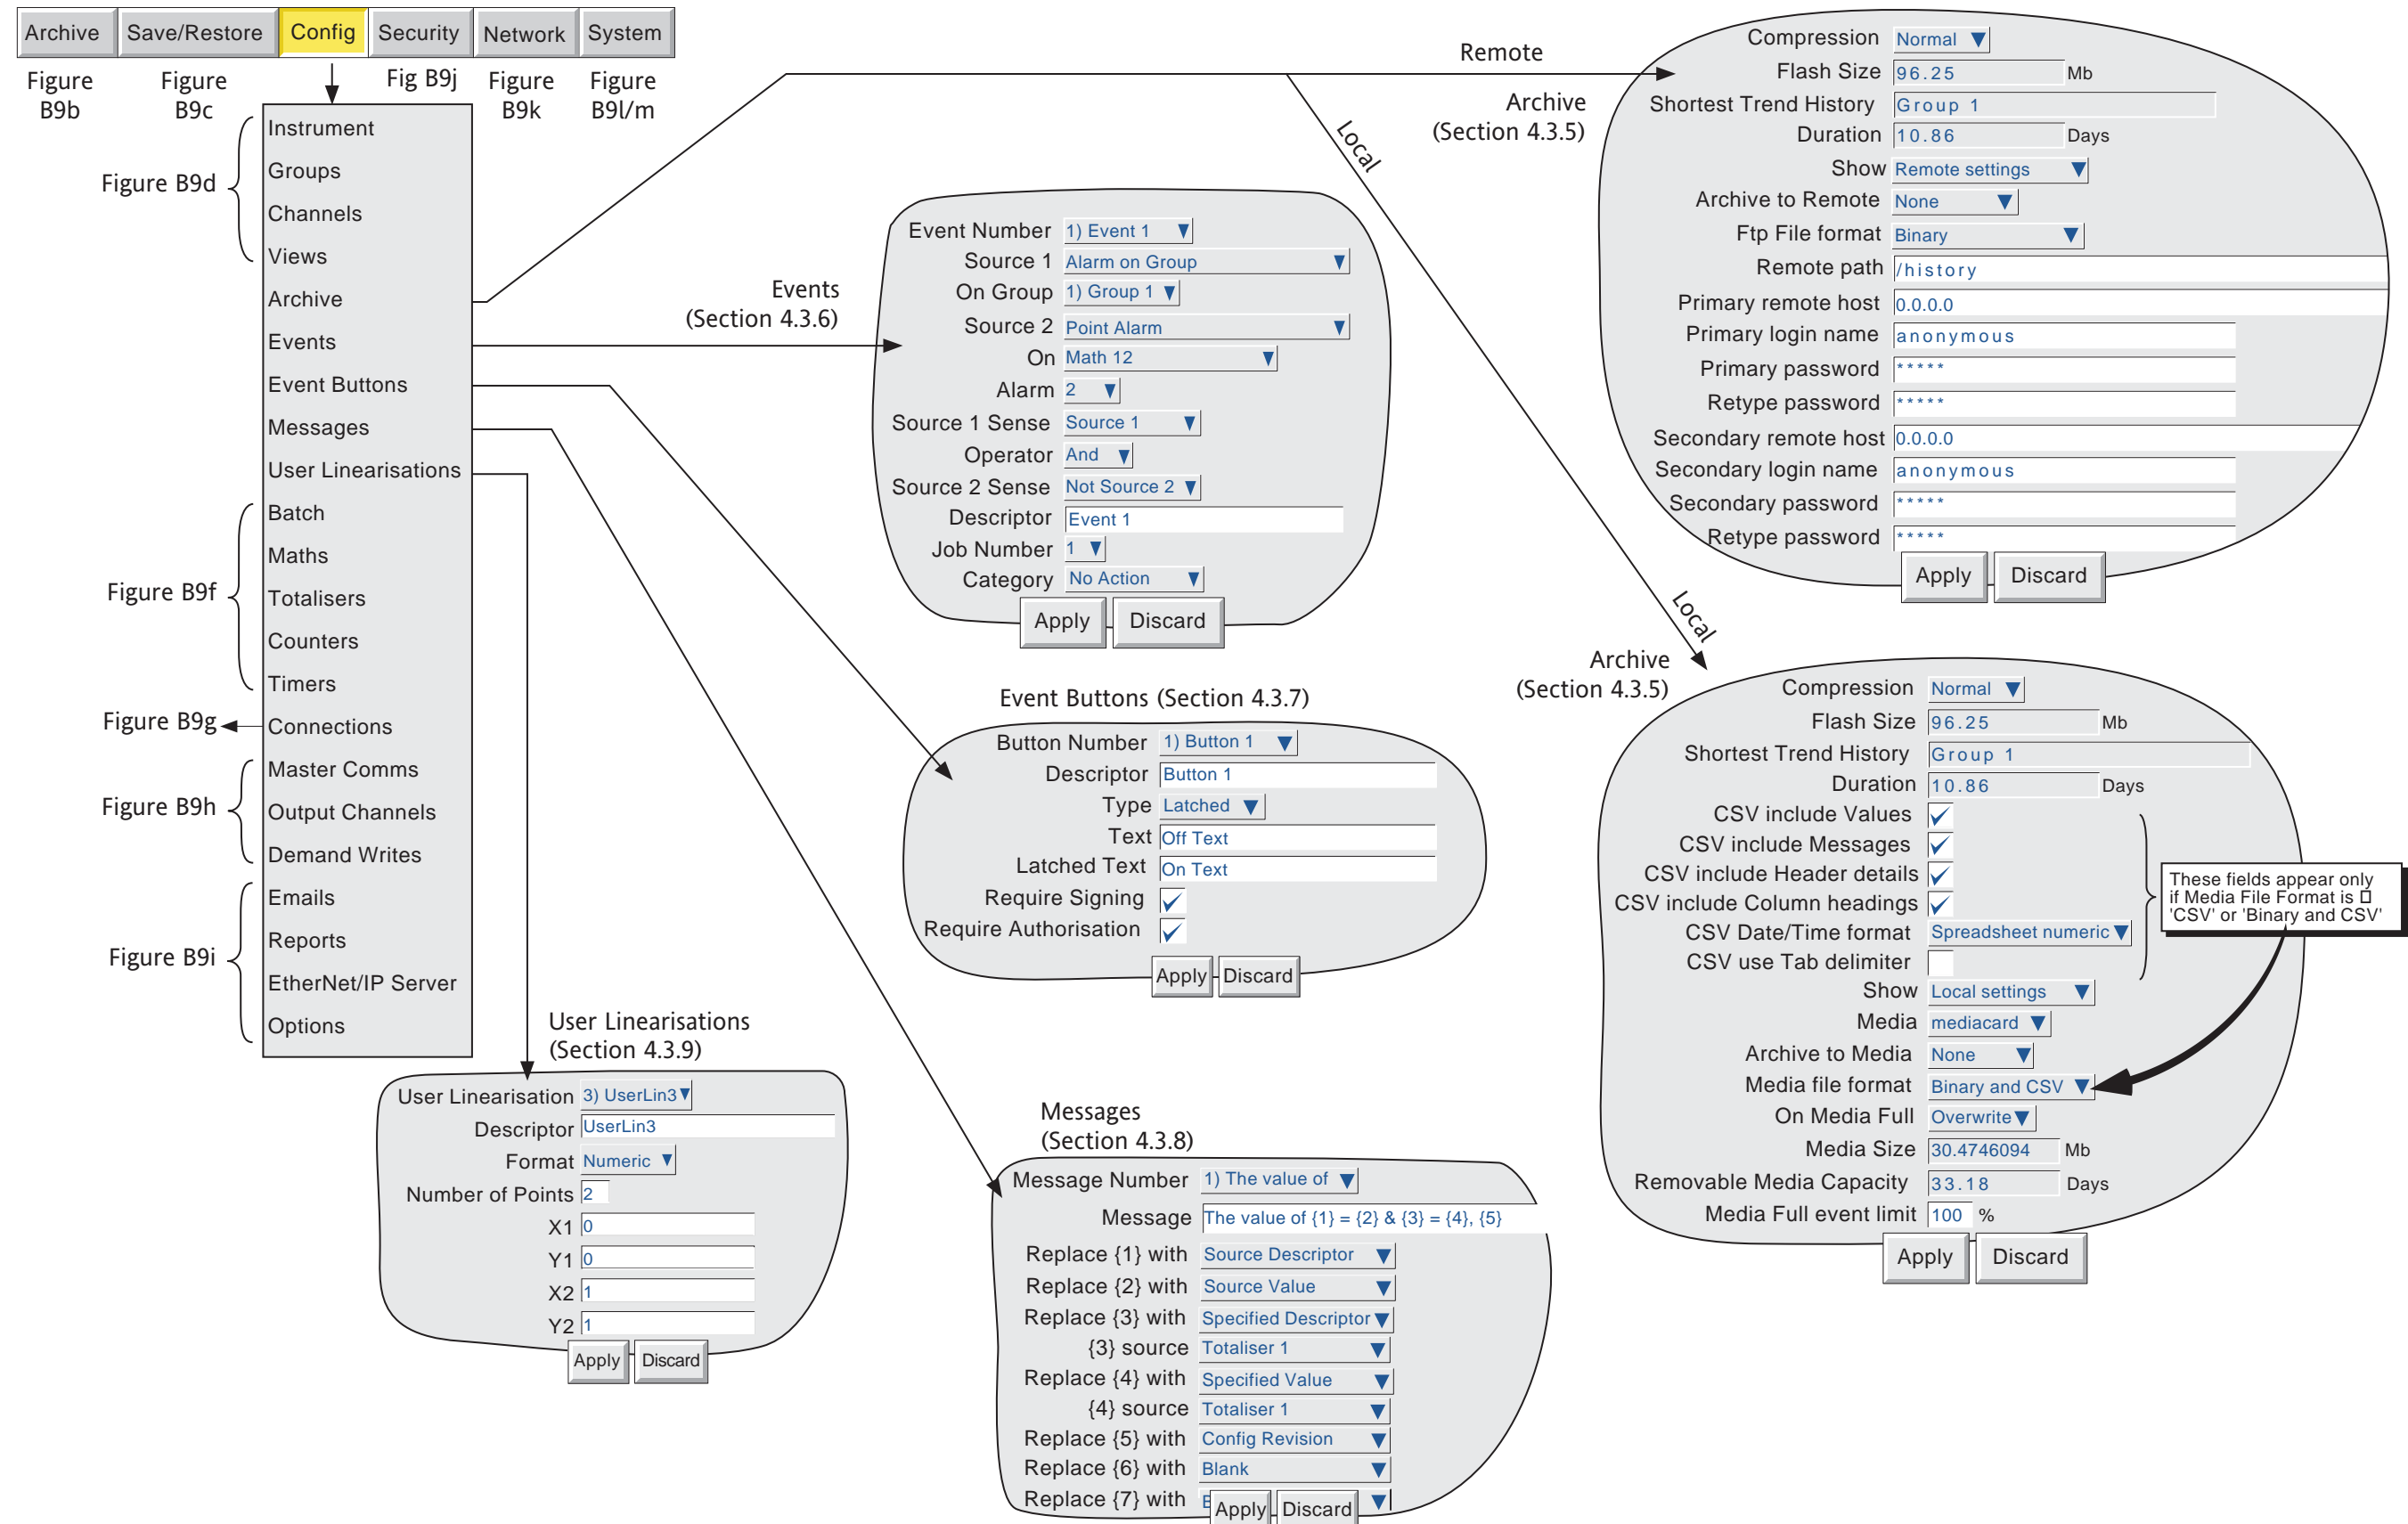 Archive Save/Restore Config Security Network System
Figure B9b
Figure B9c
Fig B9j
Figure B9k
Figure B9l/m
Instrument
Groups
Channels
Views
Archive
Events
Event Buttons
Messages
User Linearisations
Batch
Maths
Totalisers
Counters
Timers
Connections
Master Comms
Output Channels
Demand Writes
Emails
Reports
EtherNet/IP Server
Options
Figure B9d
Figure B9f
Figure B9g
Figure B9h
Figure B9i
Remote
Archive
(Section 4.3.5)
Local
Compression Normal
Flash Size 96.25 Mb
Shortest Trend History Group 1
Duration 10.86 Days
Show Remote settings
Archive to Remote None
Ftp File format Binary
Remote path /history
Primary remote host 0.0.0.0
Primary login name anonymous
Primary password *****
Retype password *****
Secondary remote host 0.0.0.0
Secondary login name anonymous
Secondary password *****
Retype password *****
Apply Discard
Events
(Section 4.3.6)
Event Number 1) Event 1
Source 1 Alarm on Group
On Group 1) Group 1
Source 2 Point Alarm
On Math 12
Alarm 2
Source 1 Sense Source 1
Operator And
Source 2 Sense Not Source 2
Descriptor Event 1
Job Number 1
Category No Action
Apply Discard
Event Buttons (Section 4.3.7)
Button Number 1) Button 1
Descriptor Button 1
Type Latched
Text Off Text
Latched Text On Text
Require Signing
Require Authorisation
Apply Discard
Local
Archive
(Section 4.3.5)
Compression Normal
Flash Size 96.25 Mb
Shortest Trend History Group 1
Duration 10.86 Days
CSV include Values
CSV include Messages
CSV include Header details
CSV include Column headings
CSV Date/Time format Spreadsheet numeric
CSV use Tab delimiter
Show Local settings
Media mediacard
Archive to Media None
Media file format Binary and CSV
On Media Full Overwrite
Media Size 30.4746094 Mb
Removable Media Capacity 33.18 Days
Media Full event limit 100 %
Apply Discard
These fields appear only
if Media File Format is
'CSV' or 'Binary and CSV'
User Linearisations
(Section 4.3.9)
User Linearisation 3) UserLin3
Descriptor UserLin3
Format Numeric
Number of Points 2
X1 0
Y1 0
X2 1
Y2 1
Apply Discard
Messages
(Section 4.3.8)
Message Number 1) The value of
Message The value of {1} = {2} & {3} = {4}, {5}
Replace {1} with Source Descriptor
Replace {2} with Source Value
Replace {3} with Specified Descriptor
{3} source Totaliser 1
Replace {4} with Specified Value
{4} source Totaliser 1
Replace {5} with Config Revision
Replace {6} with Blank
Replace {7} with
Apply Discard